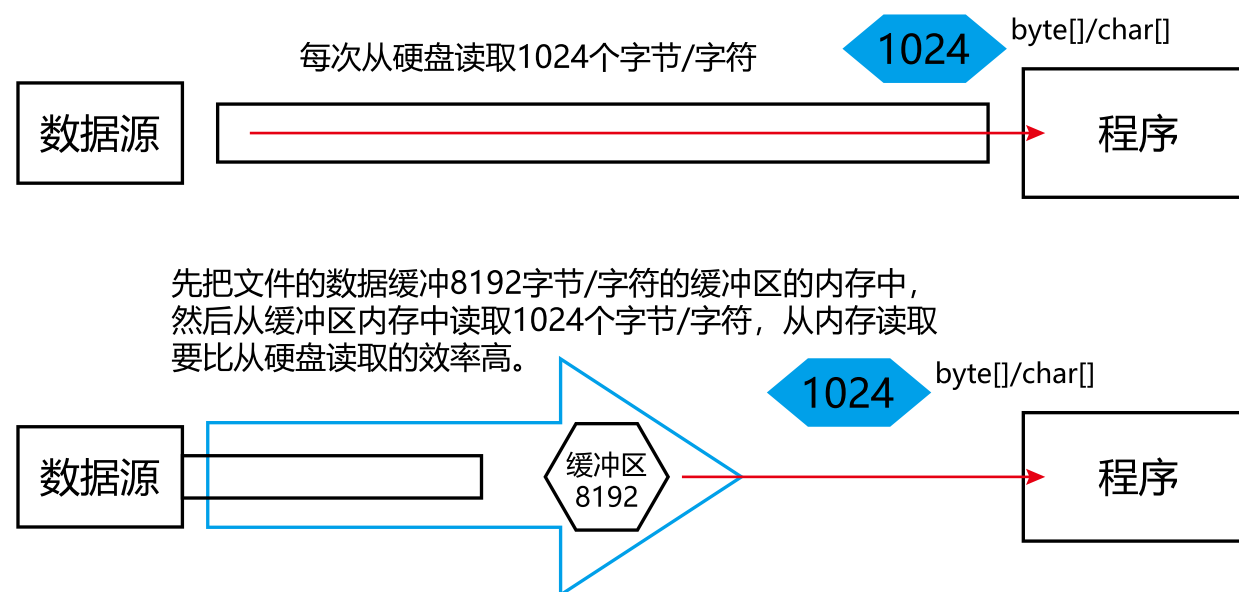 每次从硬盘读取1024个字节/字符
1024
byte[]/char[]
数据源
程序
先把文件的数据缓冲8192字节/字符的缓冲区的内存中，
然后从缓冲区内存中读取1024个字节/字符，从内存读取
要比从硬盘读取的效率高。
1024
byte[]/char[]
数据源
缓冲区
8192
程序